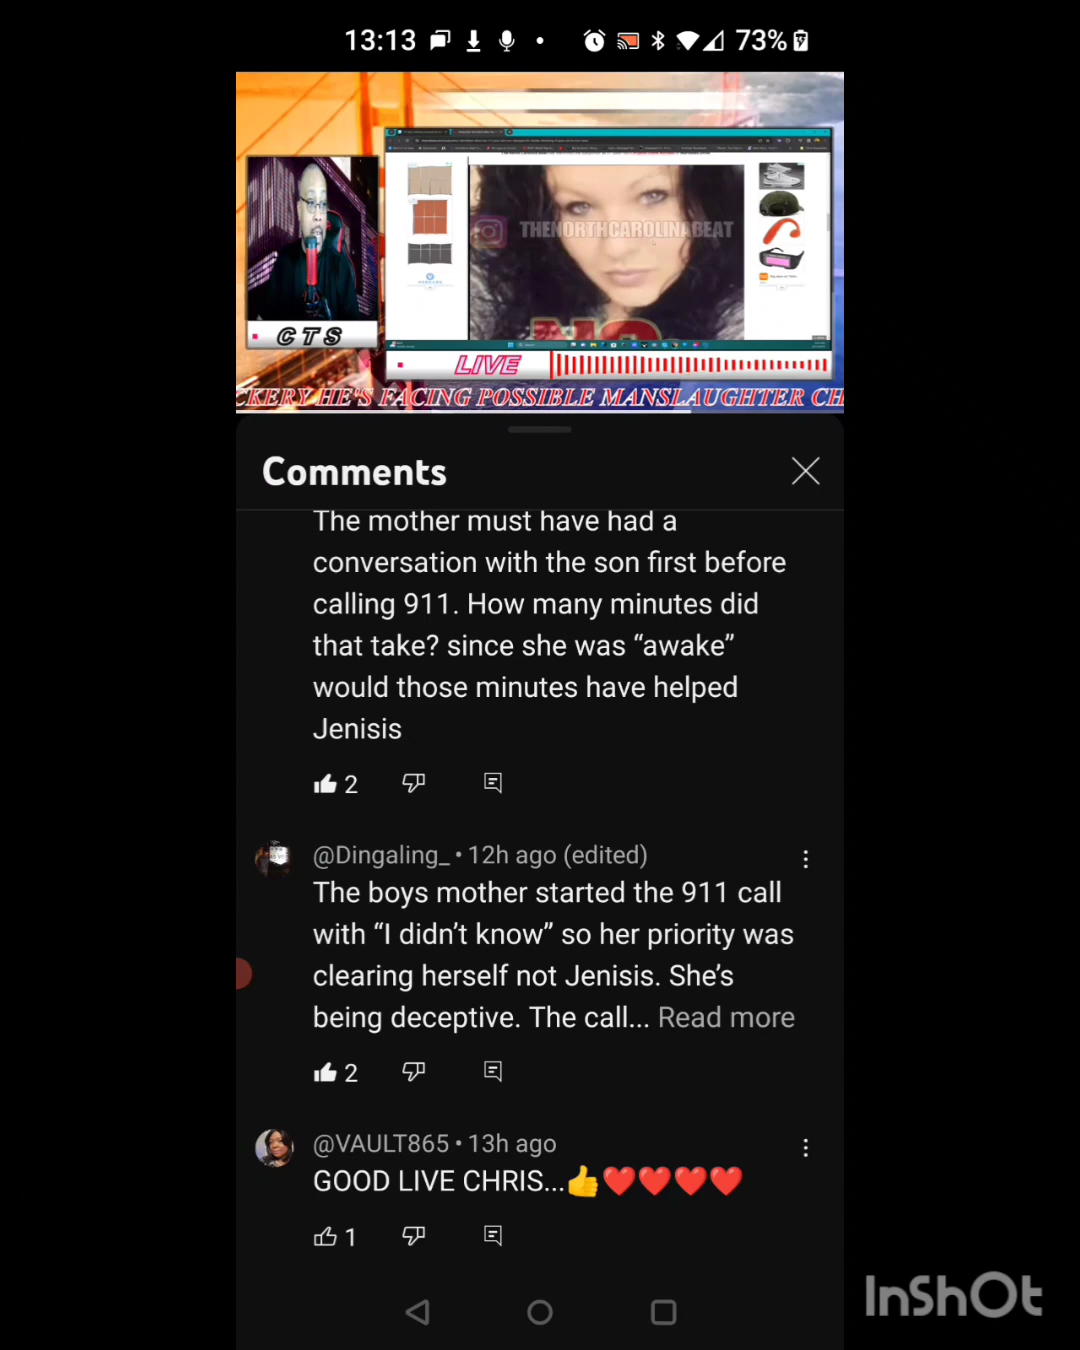 13:13
73%
THENORTHCAROLINABEAT
NO
CTS
LIVE
CKERY HE'S FACING POSSIBLE MANSLAUGHTER CH
Comments
The mother must have had a
conversation with the son first before
calling 911. How many minutes did
that take? since she was “awake”
would those minutes have helped
Jenisis
2
@Dingaling_ • 12h ago (edited)
The boys mother started the 911 call
with “I didn’t know” so her priority was
clearing herself not Jenisis. She’s
being deceptive. The call... Read more
2
@VAULT865 • 13h ago
GOOD LIVE CHRIS...👍❤️❤️❤️❤️
1
InShOt